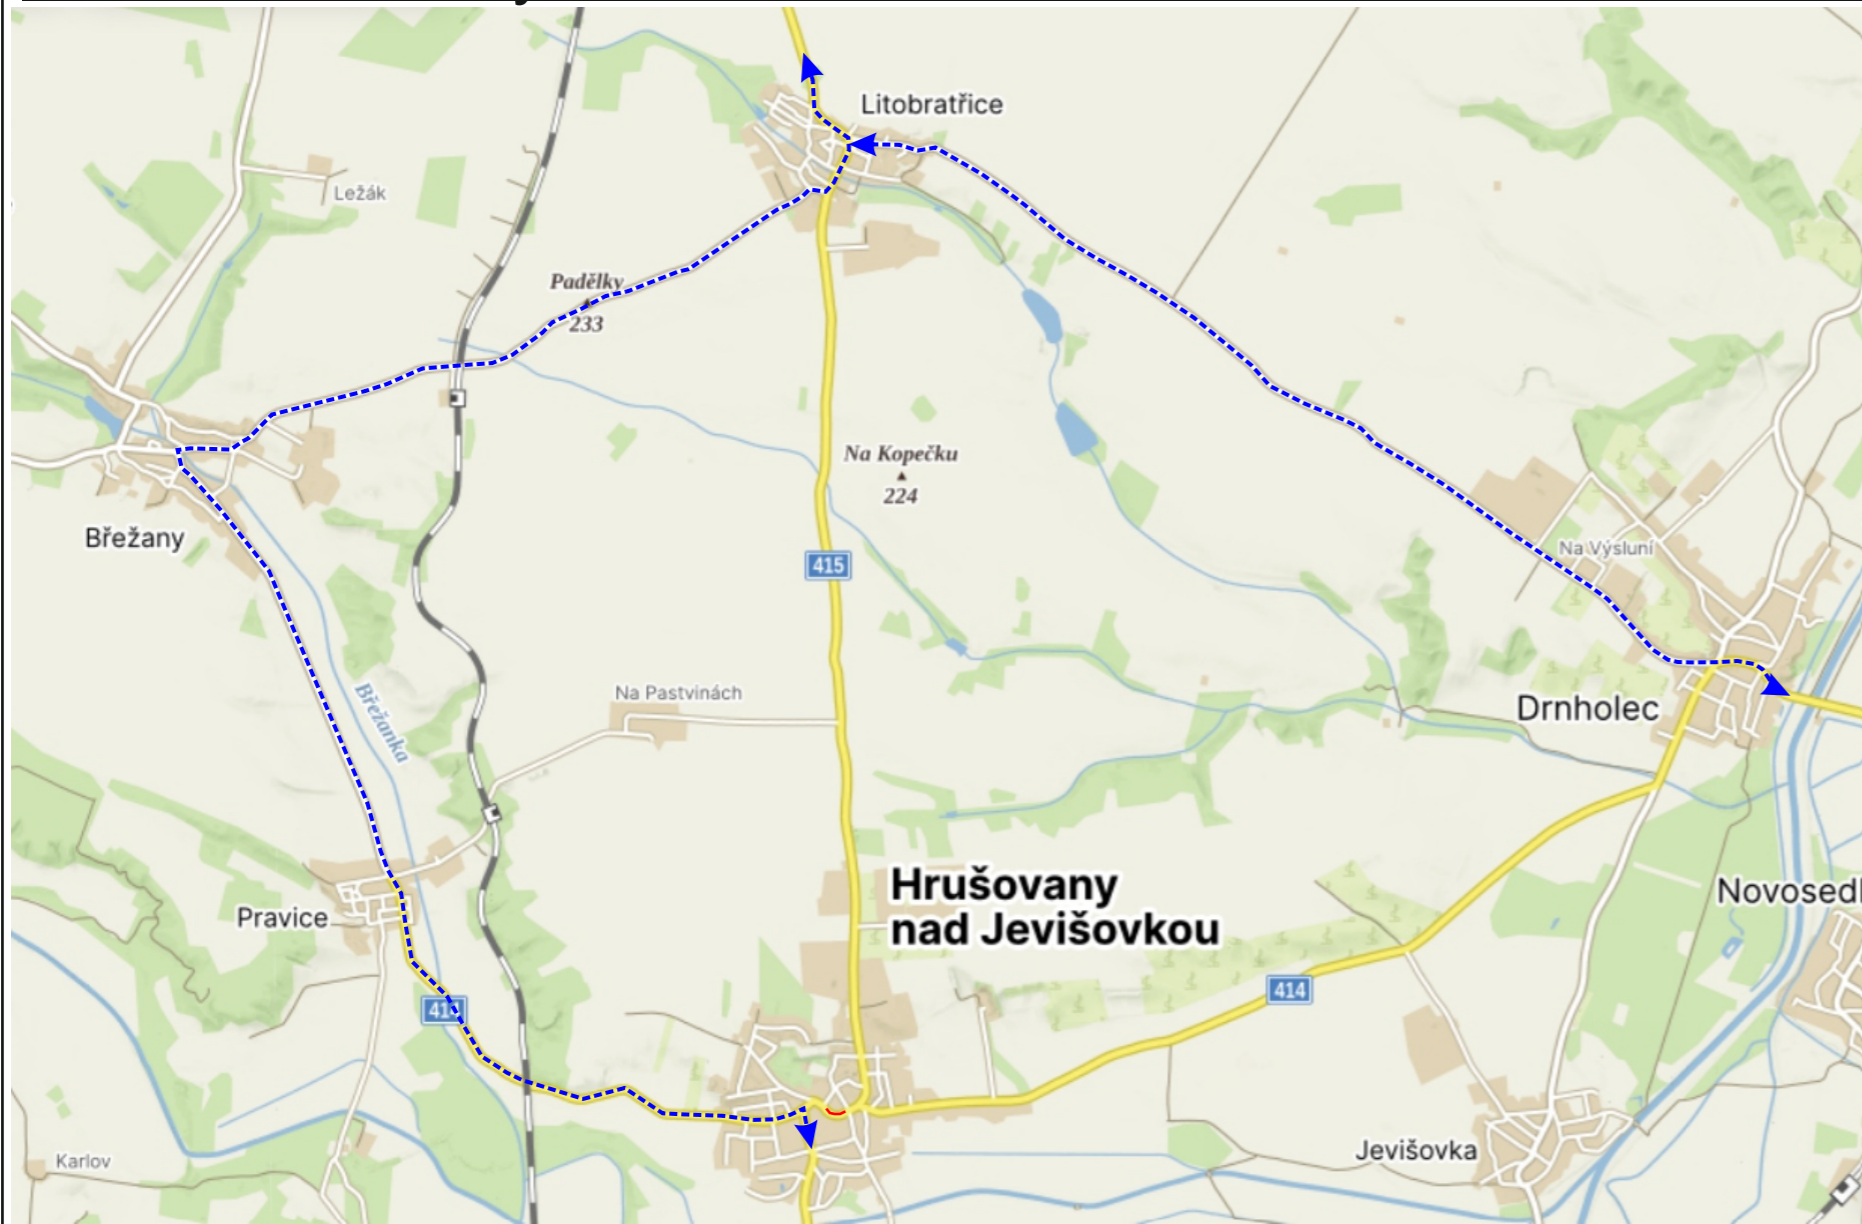 Litobratřice
Ležák
Padělky
233
Na Kopečku
224
Břežany
415
Na Výsluní
Na Pastvinách
Břežanka
Drnholec
Hrušovany
nad Jevišovkou
Novosedl
Pravice
414
Jevišovka
Karlov